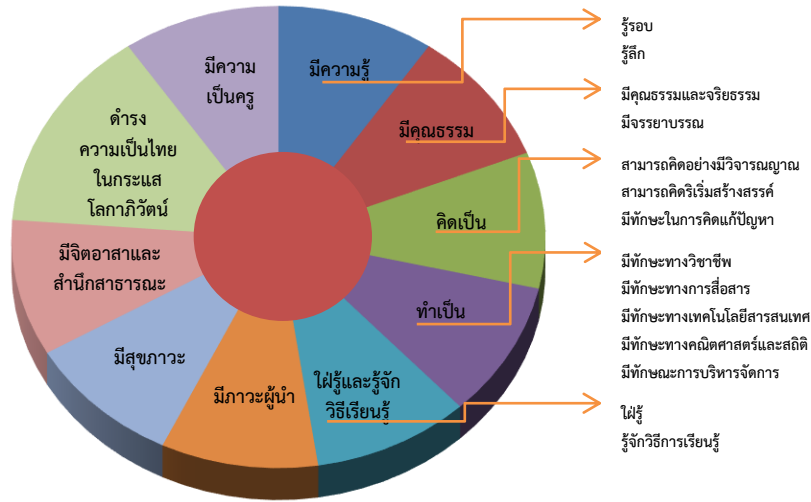 มีความรู้
รู้รอบ
รู้ลึก
มีคุณธรรม
มีคุณธรรมและจริยธรรม
มีจรรยาบรรณ
คิดเป็น
สามารถคิดอย่างมีวิจารณญาณ
สามารถคิดริเริ่มสร้างสรรค์
มีทักษะในการคิดแก้ปัญหา
ทำเป็น
มีทักษะทางวิชาชีพ
มีทักษะทางการสื่อสาร
มีทักษะทางเทคโนโลยีสารสนเทศ
มีทักษะทางคณิตศาสตร์และสถิติ
มีทักษณะการบริหารจัดการ
ใฝ่รู้และรู้จัก
วิธีเรียนรู้
ใฝ่รู้
รู้จักวิธีการเรียนรู้
มีภาวะผู้นำ
มีสุขภาวะ
มีจิตอาสาและ
สำนึกสาธารณะ
ดำรง
ความเป็นไทย
ในกระแส
โลกาภิวัตน์
มีความ
เป็นครู